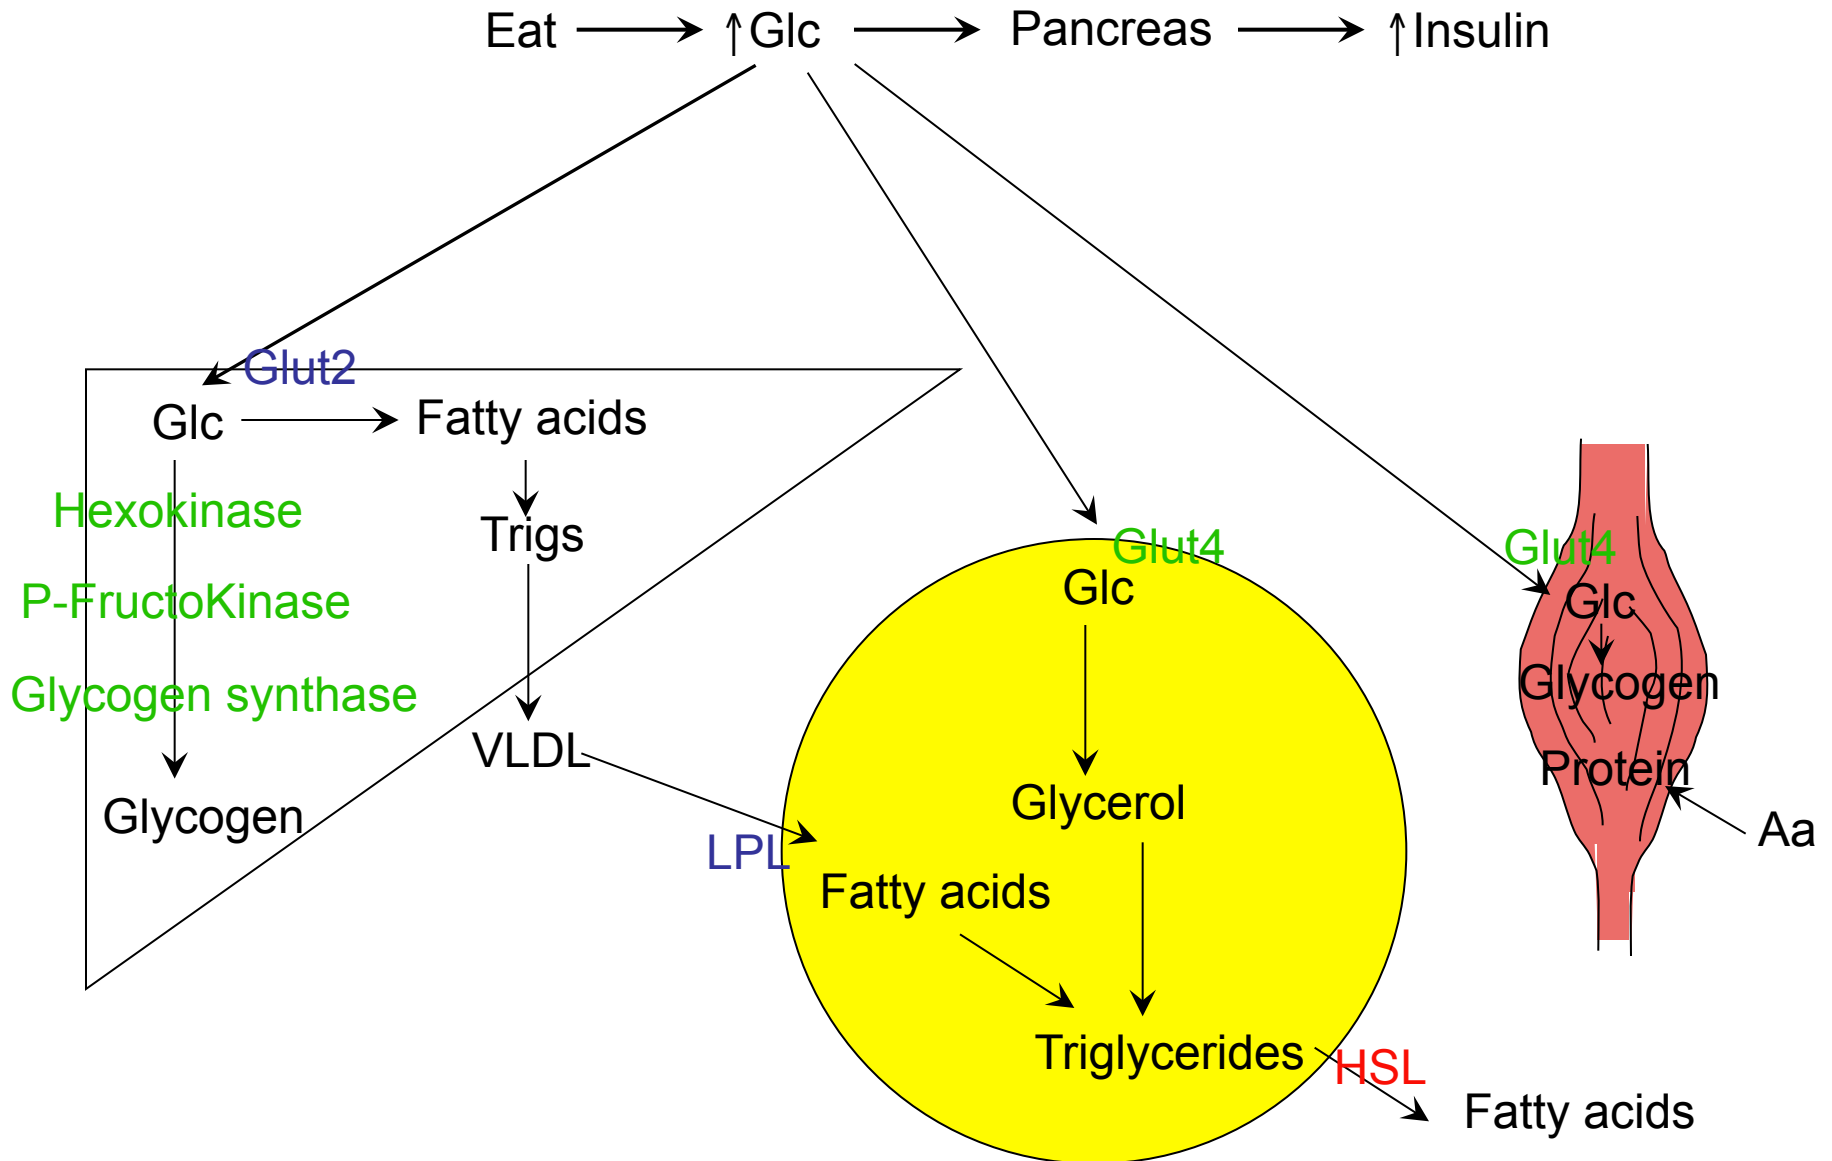 Eat
Glc
Pancreas
Insulin
Glut2
Glc
Fatty acids
Hexokinase
Trigs
P-FructoKinase
Glycogen synthase
VLDL
Glycogen
Glut4
Glc
Glycerol
LPL
Fatty acids
Triglycerides
HSL
Fatty acids
Glut4
Glc
Glycogen
Protein
Aa